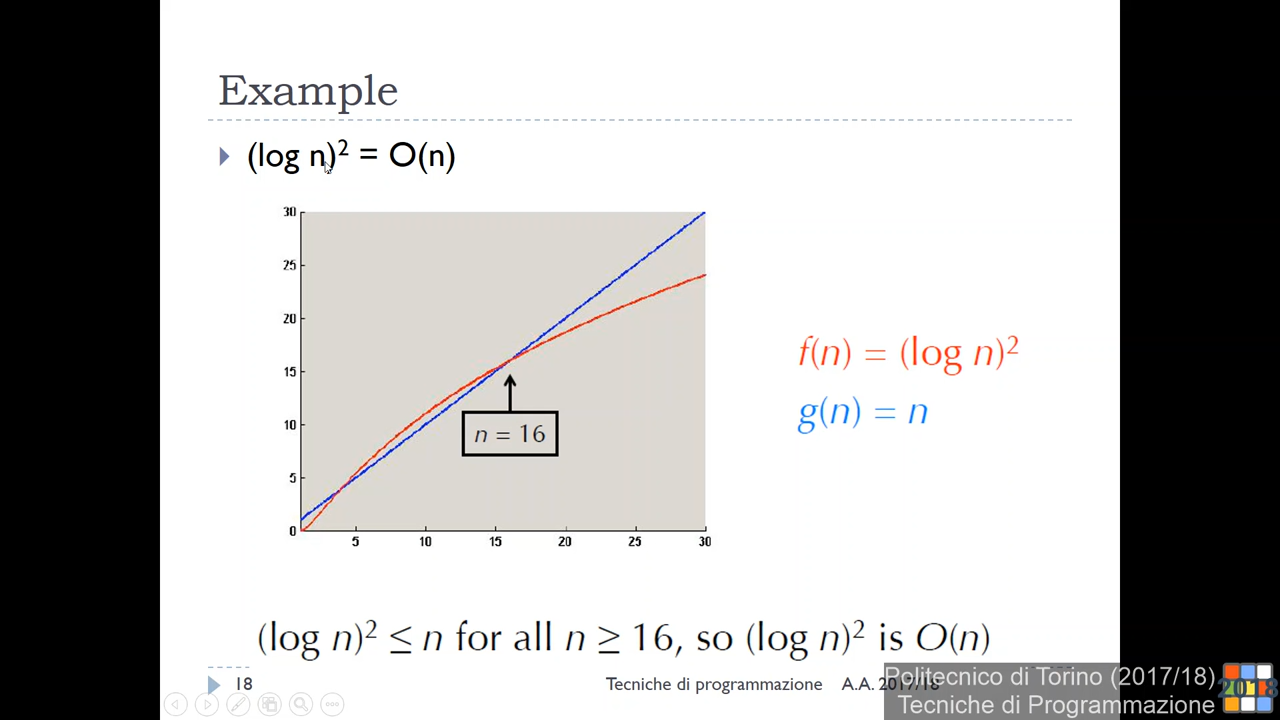 Example
(log n)² = O(n)
30
25
20
15
10
5
0
n = 16
5 10 15 20 25 30
f(n) = (log n)²
g(n) = n
(log n)² ≤ n for all n ≥ 16, so (log n)² is O(n)
18 Tecniche di programmazione A.A. 2017/18
Politecnico di Torino (2017/18)
Tecniche di Programmazione
2018